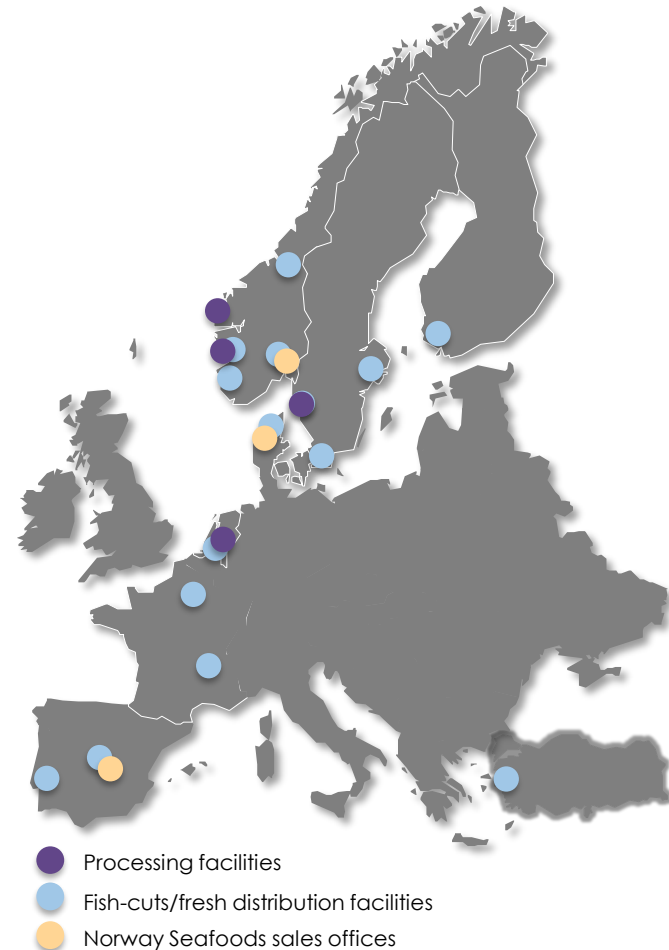 Processing facilities
Fish-cuts/fresh distribution facilities
Norway Seafoods sales offices